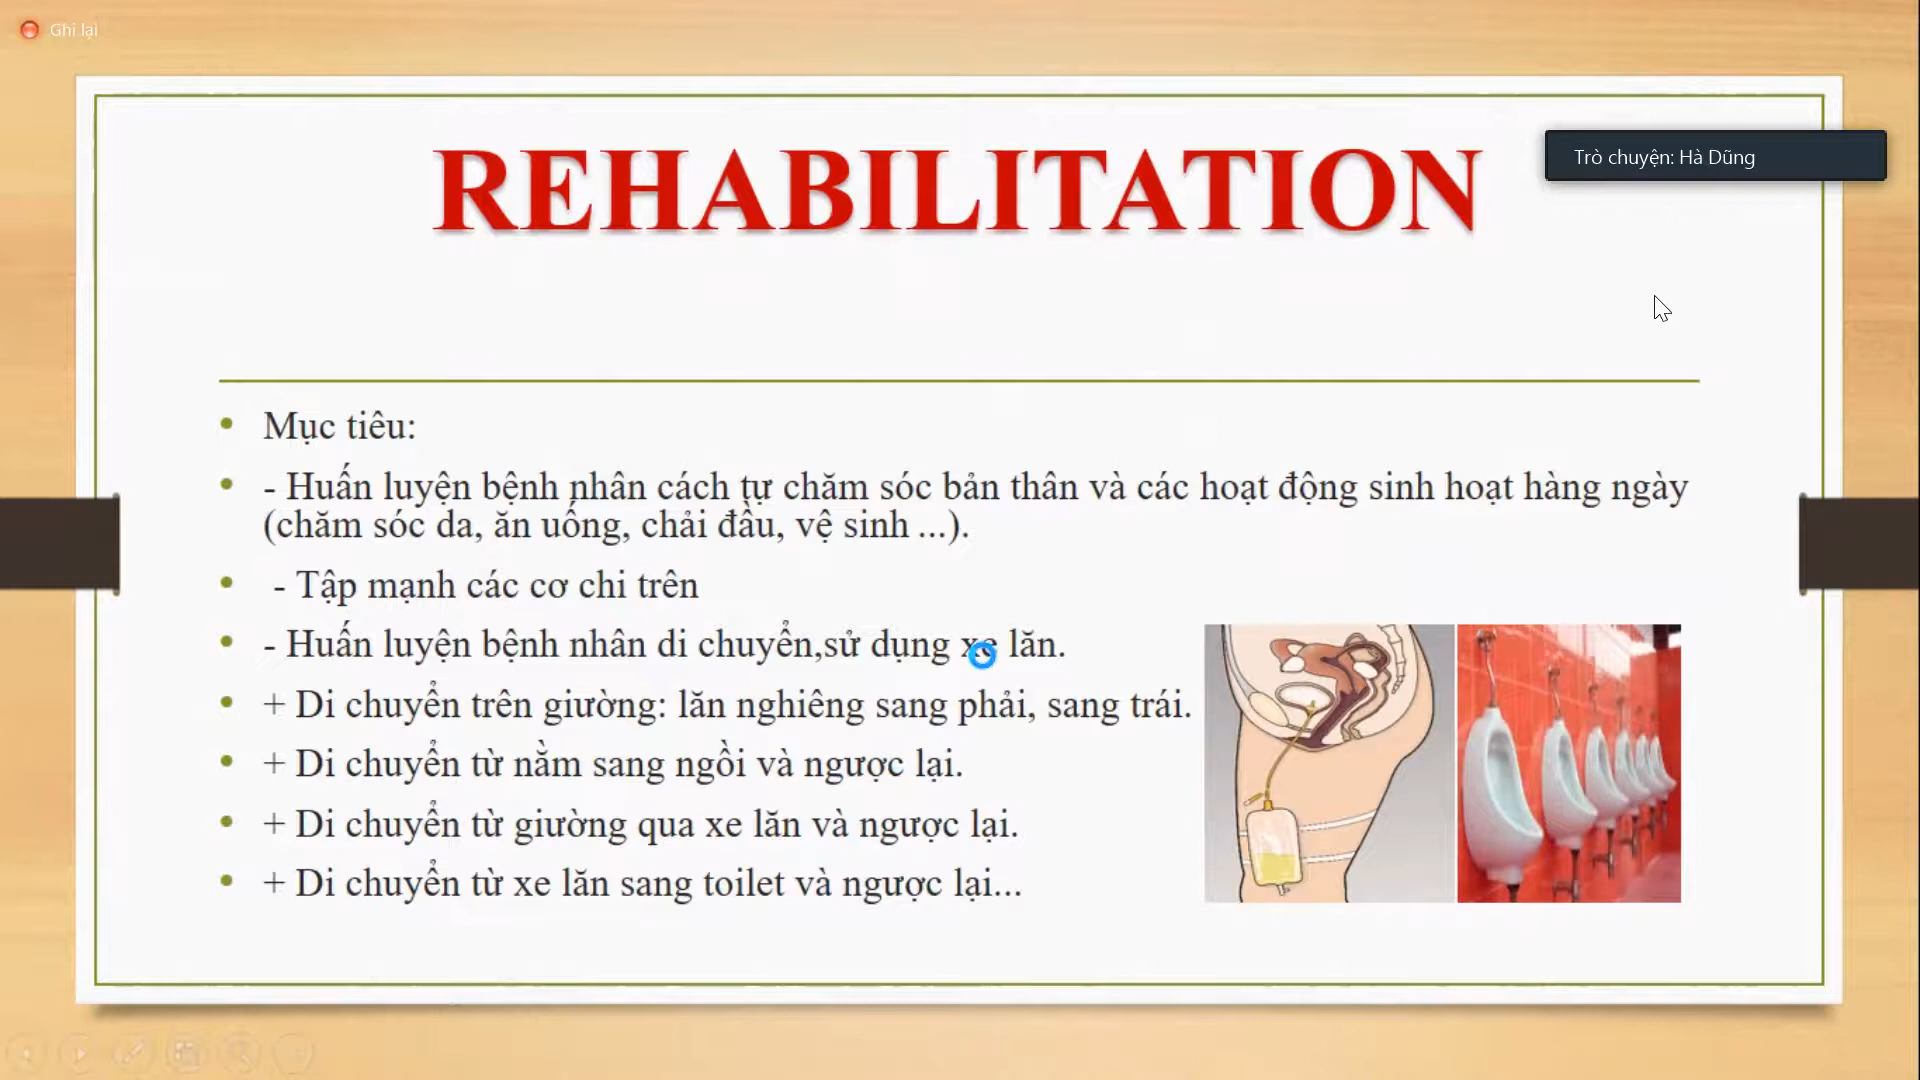 Ghi lại
REHABILITATION
Trò chuyện: Hà Dũng
• Mục tiêu:
• - Huấn luyện bệnh nhân cách tự chăm sóc bản thân và các hoạt động sinh hoạt hàng ngày
(chăm sóc da, ăn uống, chải đầu, vệ sinh ...).
• - Tập mạnh các cơ chi trên
• - Huấn luyện bệnh nhân di chuyển,sử dụng xe lăn.
• + Di chuyển trên giường: lăn nghiêng sang phải, sang trái.
• + Di chuyển từ nằm sang ngồi và ngược lại.
• + Di chuyển từ giường qua xe lăn và ngược lại.
• + Di chuyển từ xe lăn sang toilet và ngược lại...